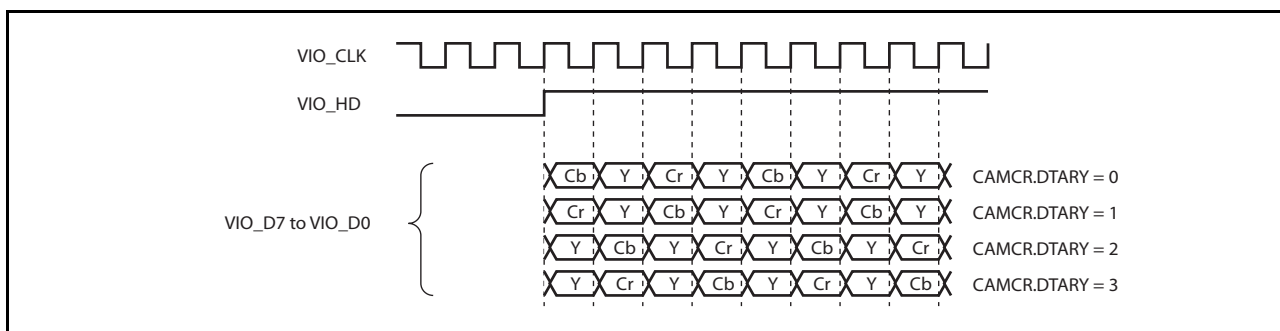 VIO_CLK
VIO_HD
VIO_D7 to VIO_D0
Cb Y Cr Y Cb Y Cr Y CAMCR.DTARY = 0
Cr Y Cb Y Cr Y Cb Y CAMCR.DTARY = 1
Y Cb Y Cr Y Cb Y Cr CAMCR.DTARY = 2
Y Cr Y Cb Y Cr Y Cb CAMCR.DTARY = 3